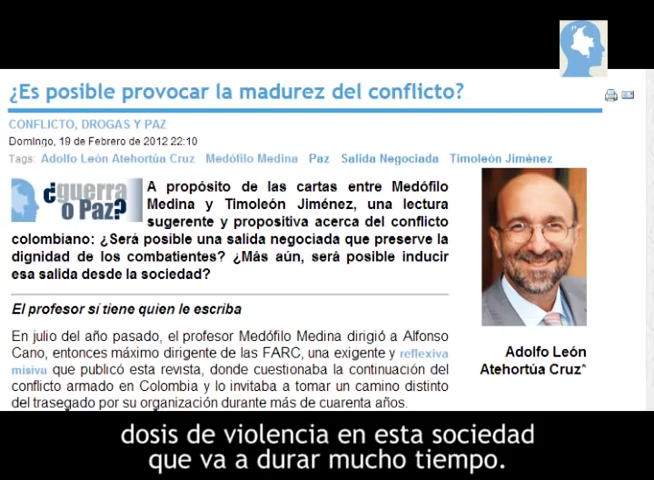 ¿Es posible provocar la madurez del conflicto?
CONFLICTO, DROGAS Y PAZ
Domingo, 19 de Febrero de 2012 22:10
Tags: Adolfo León Atehortúa Cruz Medófilo Medina Paz Salida Negociada Timoleón Jiménez
¿guerra
o Paz?
A propósito de las cartas entre Medófilo
Medina y Timoleón Jiménez, una lectura
sugerente y propositiva acerca del conflicto
colombiano: ¿Será posible una salida negociada que preserve la
dignidad de los combatientes? ¿Más aún, será posible inducir
esa salida desde la sociedad?
El profesor sí tiene quien le escriba
En julio del año pasado, el profesor Medófilo Medina dirigió a Alfonso
Cano, entonces máximo dirigente de las FARC, una exigente y reflexiva
misiva que publicó esta revista, donde cuestionaba la continuación del
conflicto armado en Colombia y lo invitaba a tomar un camino distinto
del trasegado por su organización durante más de cuarenta años.
Adolfo León
Atehortúa Cruz*
dosis de violencia en esta sociedad
que va a durar mucho tiempo.